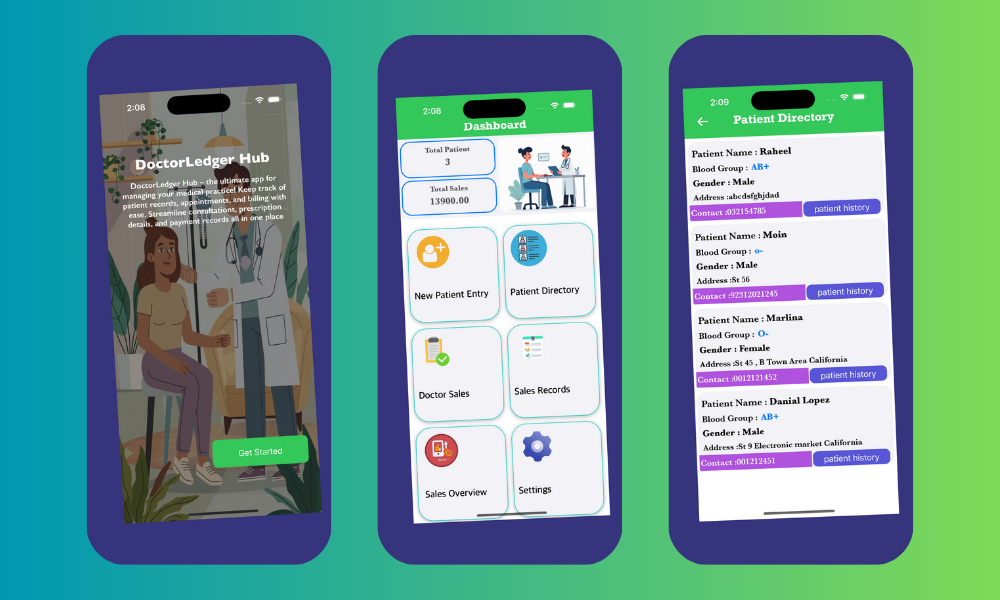 2:08
DoctorLedger Hub
DoctorLedger Hub – the ultimate app for
managing your medical practice! Keep track of
patient records, appointments, and billing with
ease. Streamline consultations, prescription
details, and payment records all in one place
Get Started
2:08
Dashboard
Total Patient
3
Total Sales
13900.00
New Patient Entry
Patient Directory
Doctor Sales
Sales Records
Sales Overview
Settings
2:09
Patient Directory
Patient Name : Raheel
Blood Group : AB+
Gender : Male
Address :abcdsfghjdad
Contact :032154785
patient history
Patient Name : Moin
Blood Group : o-
Gender : Male
Address :St 56
Contact :92312021245
patient history
Patient Name : Marlina
Blood Group : O-
Gender : Female
Address :St 45 , B Town Area California
Contact :0012121452
patient history
Patient Name : Danial Lopez
Blood Group : AB+
Gender : Male
Address :St 9 Electronic market California
Contact :001212451
patient history